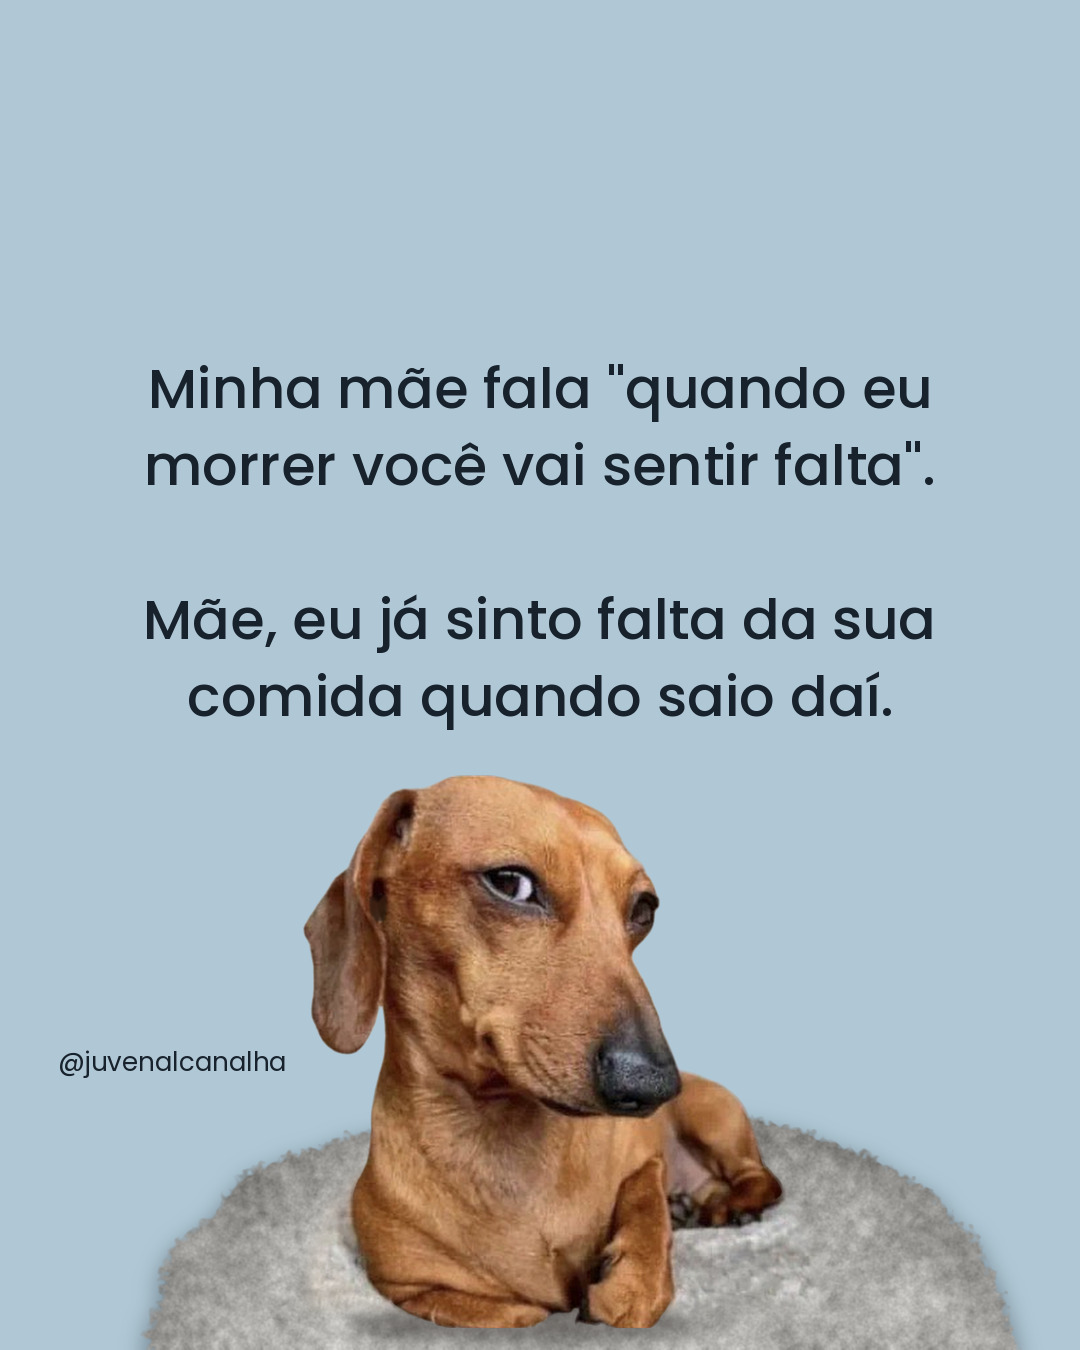 Minha mãe fala "quando eu
morrer você vai sentir falta".
Mãe, eu já sinto falta da sua
comida quando saio daí.
@juvenalcanalha